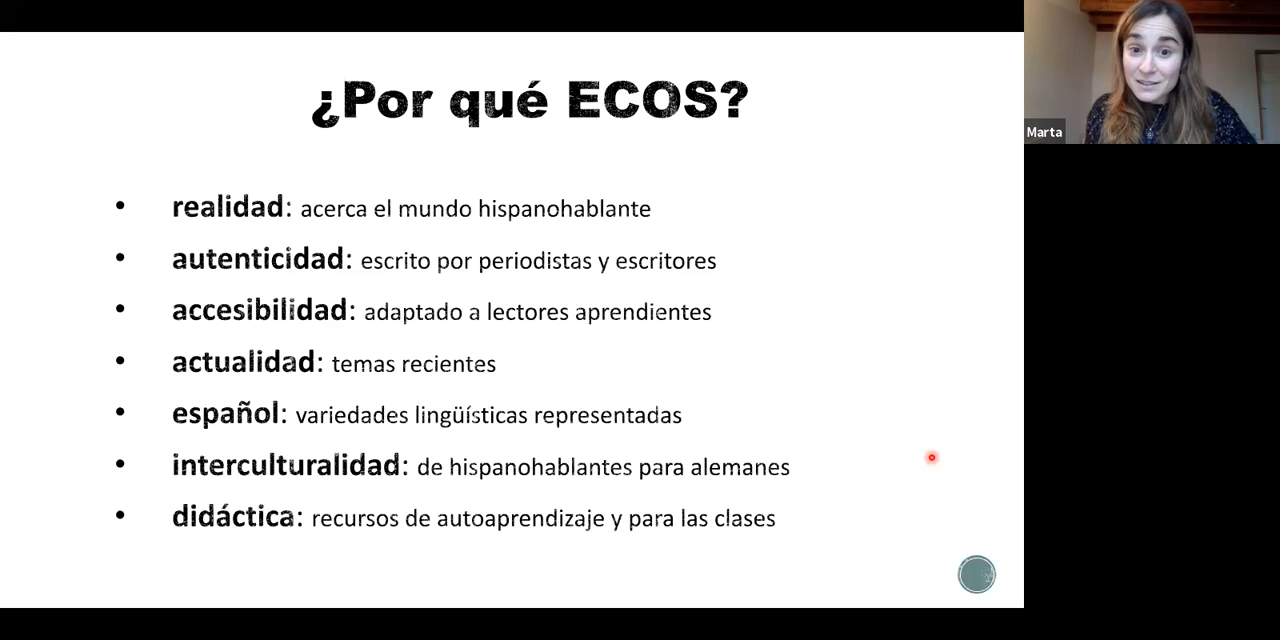 ¿Por qué ECOS?
• realidad: acerca el mundo hispanohablante
• autenticidad: escrito por periodistas y escritores
• accesibilidad: adaptado a lectores aprendientes
• actualidad: temas recientes
• español: variedades lingüísticas representadas
• interculturalidad: de hispanohablantes para alemanes
• didáctica: recursos de autoaprendizaje y para las clases
Marta